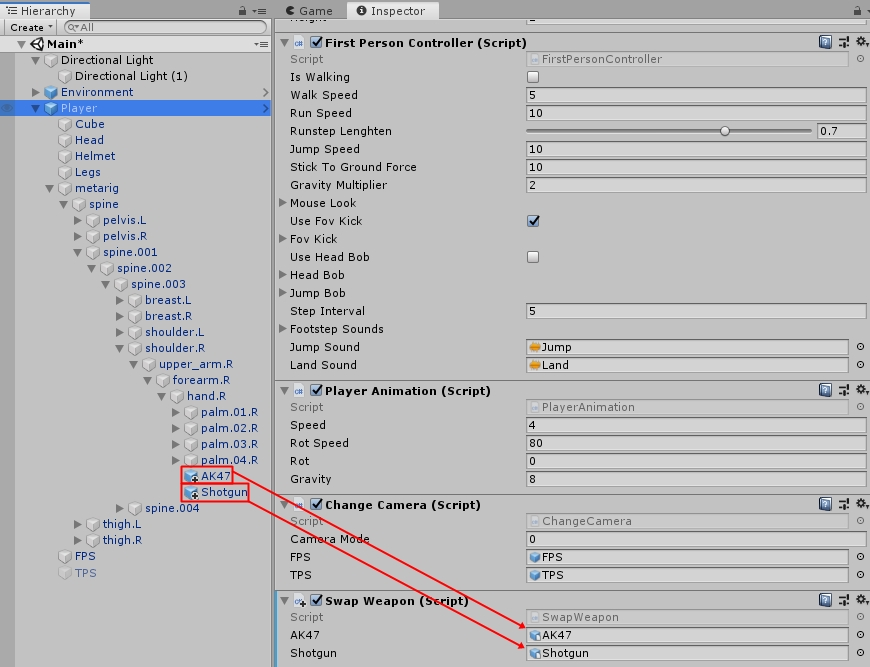 Hierarchy
Create
All
Main*
Directional Light
Directional Light (1)
Environment
Player
Cube
Head
Helmet
Legs
metarig
spine
pelvis.L
pelvis.R
spine.001
spine.002
spine.003
breast.L
breast.R
shoulder.L
shoulder.R
upper_arm.R
forearm.R
hand.R
palm.01.R
palm.02.R
palm.03.R
palm.04.R
AK47
Shotgun
spine.004
thigh.L
thigh.R
FPS
TPS
Game Inspector
First Person Controller (Script)
Script FirstPersonController
Is Walking
Walk Speed 5
Run Speed 10
Runstep Lenghten 0.7
Jump Speed 10
Stick To Ground Force 10
Gravity Multiplier 2
Mouse Look
Use Fov Kick
Fov Kick
Use Head Bob
Head Bob
Jump Bob
Step Interval 5
Footstep Sounds
Jump Sound Jump
Land Sound Land
Player Animation (Script)
Script PlayerAnimation
Speed 4
Rot Speed 80
Rot 0
Gravity 8
Change Camera (Script)
Script ChangeCamera
Camera Mode 0
FPS FPS
TPS TPS
Swap Weapon (Script)
Script SwapWeapon
AK47 AK47
Shotgun Shotgun